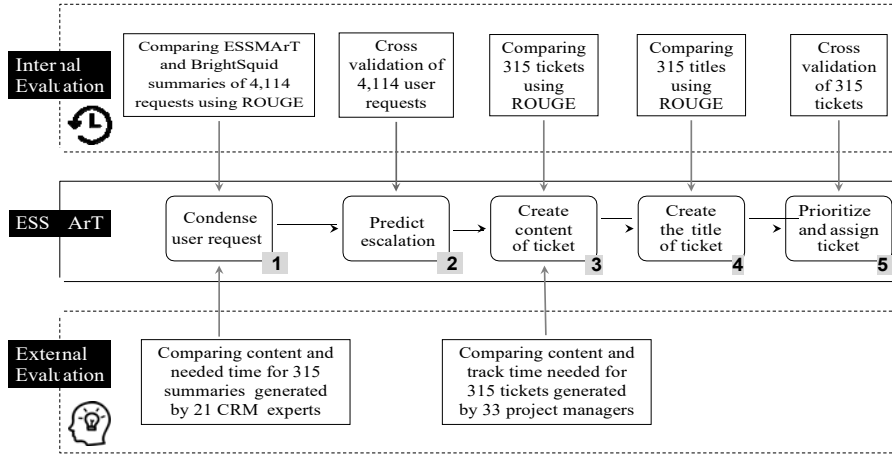 Internal
Evaluation
Comparing ESSMArT
and BrightSquid
summaries of 4,114
requests using ROUGE
Cross
validation of
4,114 user
requests
Comparing
315 tickets
using
ROUGE
Comparing
315 titles
using
ROUGE
Cross
validation
of 315
tickets
ESS ArT
Condense
user request
1
Predict
escalation
2
Create
content
of ticket
3
Create
the title
of ticket
4
Prioritize
and assign
ticket
5
External
Evaluation
Comparing content and
needed time for 315
summaries generated
by 21 CRM experts
Comparing content and
track time needed for
315 tickets generated
by 33 project managers